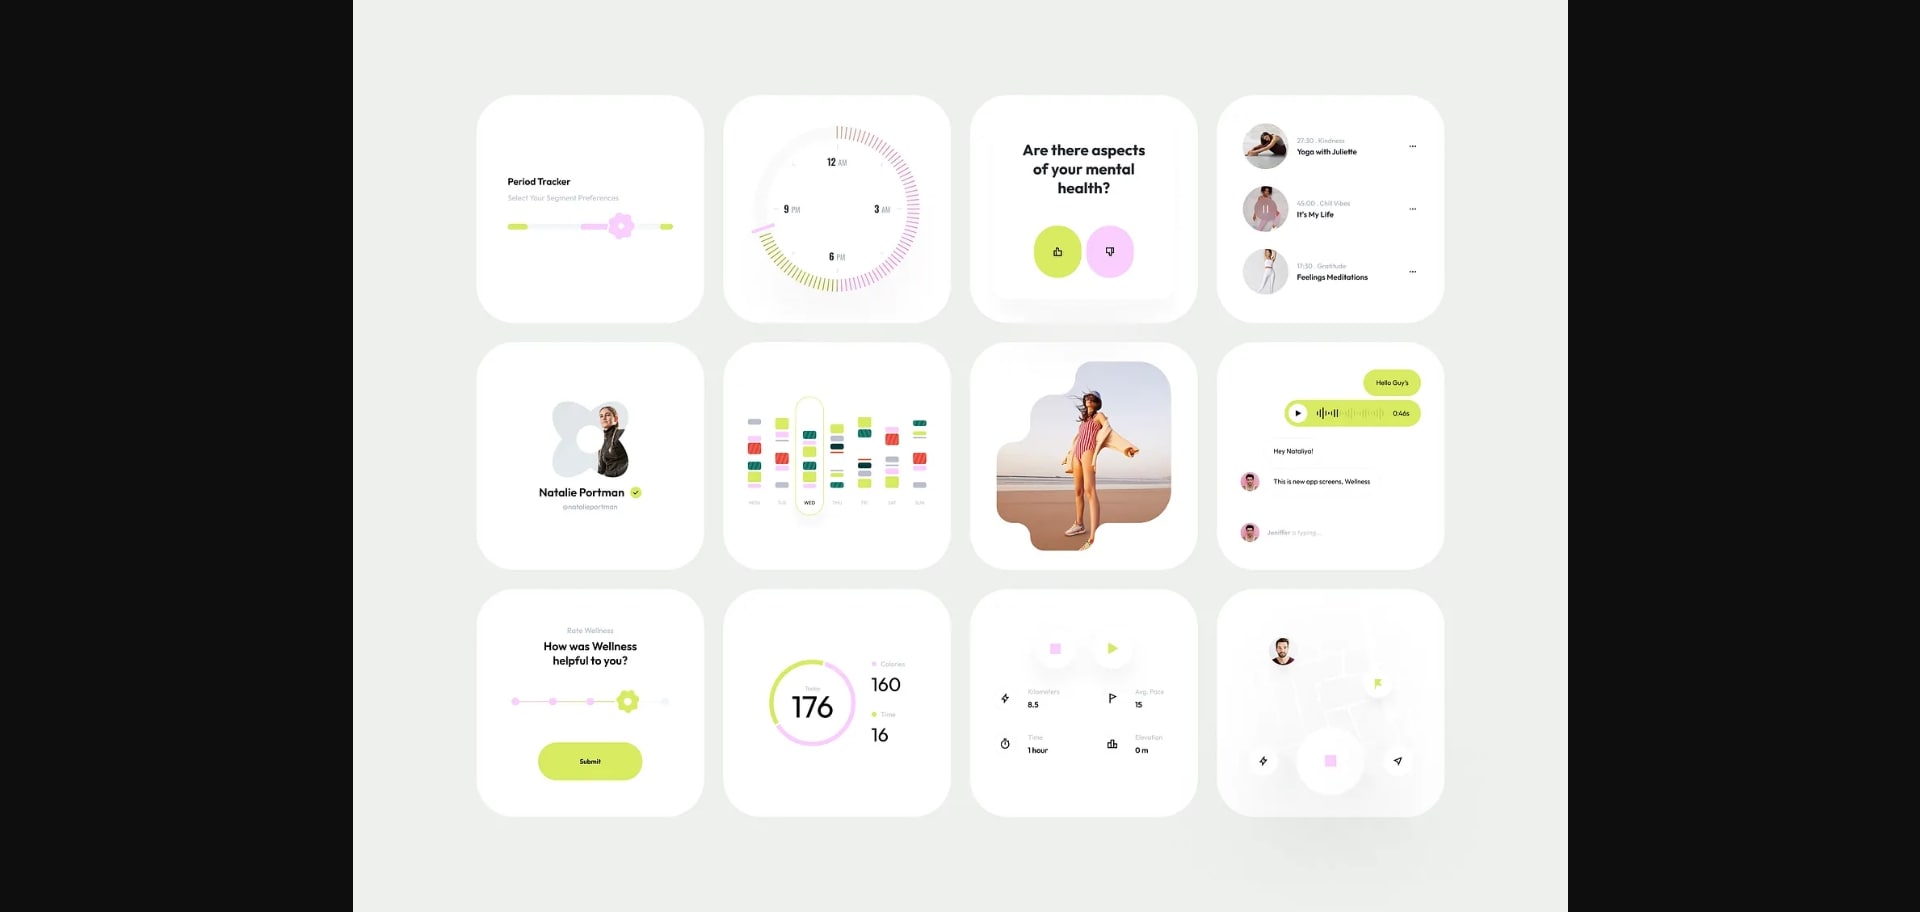 Period Tracker
Select Your Segment Preferences
12 AM
9 PM
3 AM
6 PM
Are there aspects
of your mental
health?
27:30 . Kindness
Yoga with Juliette
45:00 . Chill Vibes
It's My Life
17:30 . Gratitude
Feelings Meditations
Natalie Portman
@natalieportman
MON TUE WED THU FRI SAT SUN
Hello Guy's
0:46s
Hey Nataliya!
This is new app screens, Wellness
Jeniffer is typing...
Rate Wellness
How was Wellness
helpful to you?
Submit
Today
176
Calories
160
Time
16
Kilometers
8.5
Avg. Pace
15
Time
1 hour
Elevation
0 m